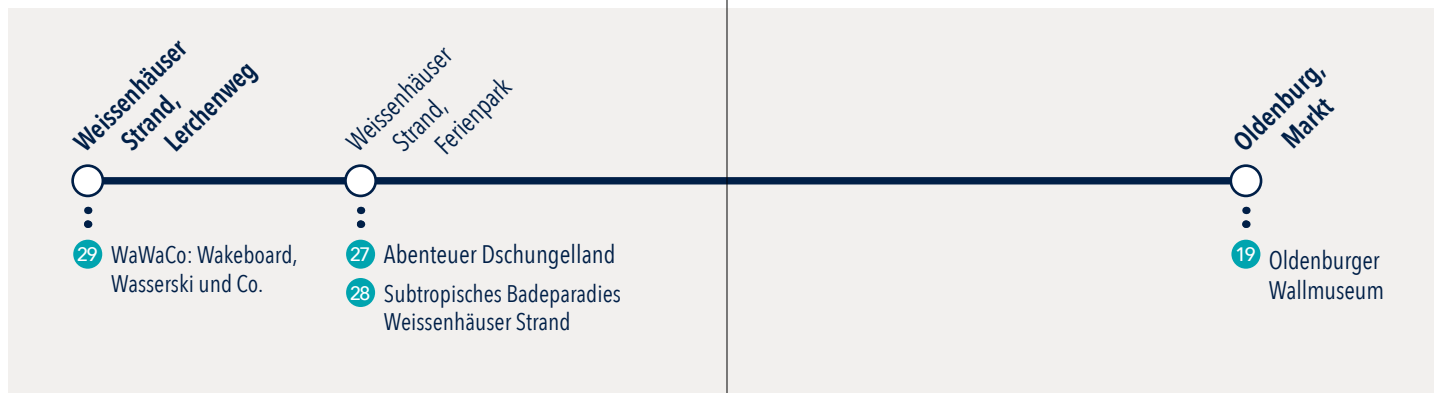 Weissenhäuser
Strand,
Lerchenweg
Weissenhäuser
Strand,
Ferienpark
Oldenburg,
Markt
29 WaWaCo: Wakeboard,
Wasserski und Co.
27 Abenteuer Dschungelland
28 Subtropisches Badeparadies
Weissenhäuser Strand
19 Oldenburger
Wallmuseum